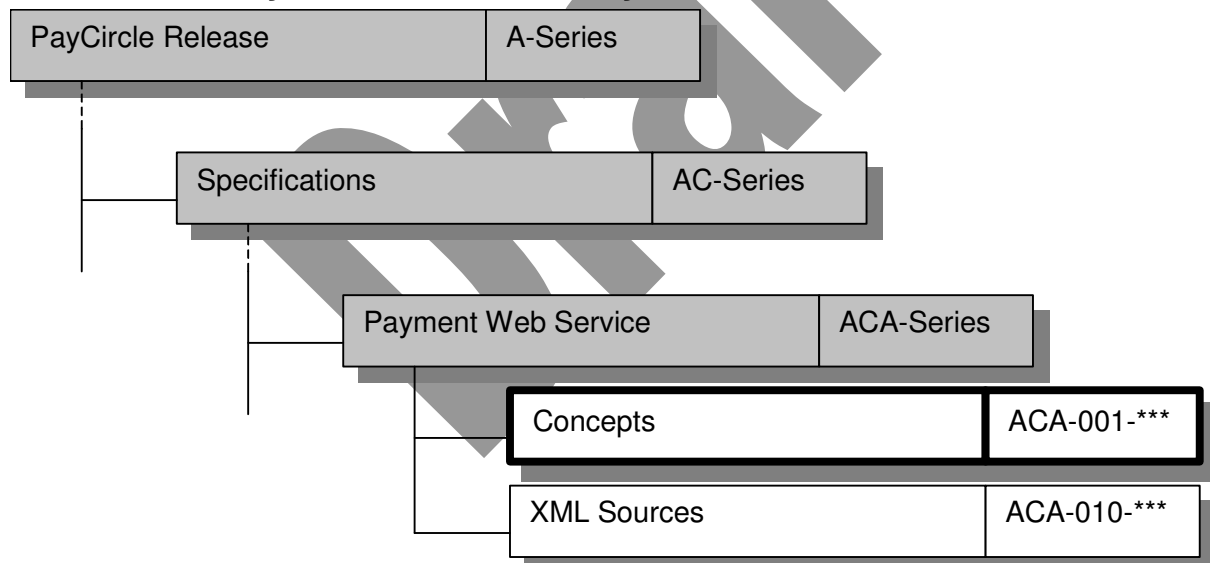 PayCircle Release A-Series
Specifications AC-Series
Payment Web Service ACA-Series
Concepts ACA-001-***
XML Sources ACA-010-***